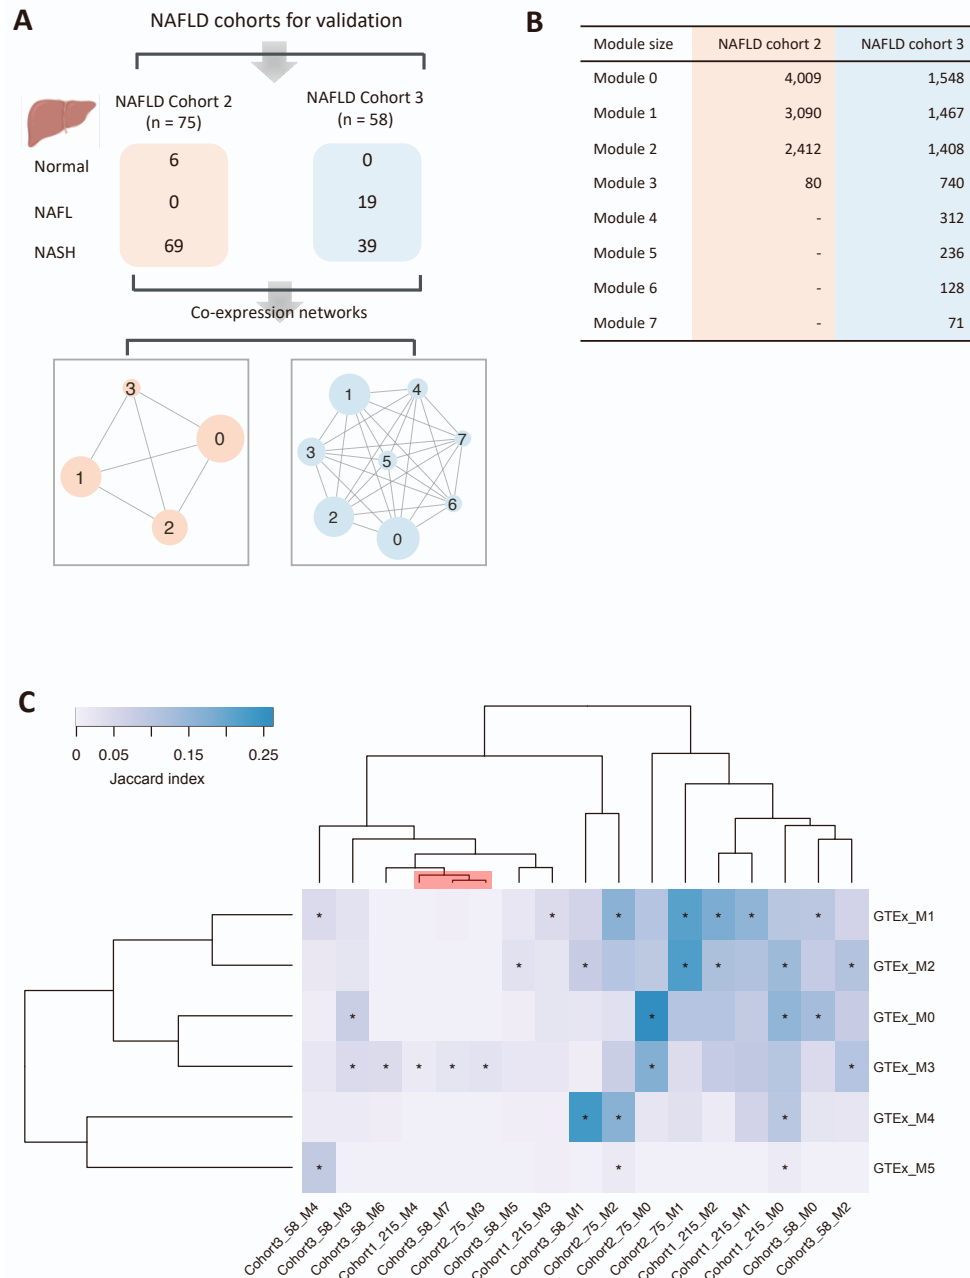 A
NAFLD cohorts for validation
NAFLD Cohort 2
(n = 75)
NAFLD Cohort 3
(n = 58)
Normal
6
0
NAFL
0
19
NASH
69
39
Co-expression networks
3
0
1
2
1
4
7
3
5
6
2
0
B
Module size NAFLD cohort 2 NAFLD cohort 3
Module 0 4,009 1,548
Module 1 3,090 1,467
Module 2 2,412 1,408
Module 3 80 740
Module 4 - 312
Module 5 - 236
Module 6 - 128
Module 7 - 71
C
0 0.05 0.15 0.25
Jaccard index
* * * * * * * GTEx_M1
* * * * * * GTEx_M2
* * * * GTEx_M0
* * * * * * * GTEx_M3
* * * GTEx_M4
* * * GTEx_M5
Cohort3_58_M4
Cohort3_58_M3
Cohort3_58_M6
Cohort1_215_M4
Cohort3_58_M7
Cohort2_75_M3
Cohort3_58_M5
Cohort1_215_M3
Cohort3_58_M1
Cohort2_75_M2
Cohort2_75_M0
Cohort2_75_M1
Cohort1_215_M2
Cohort1_215_M1
Cohort1_215_M0
Cohort3_58_M0
Cohort3_58_M2